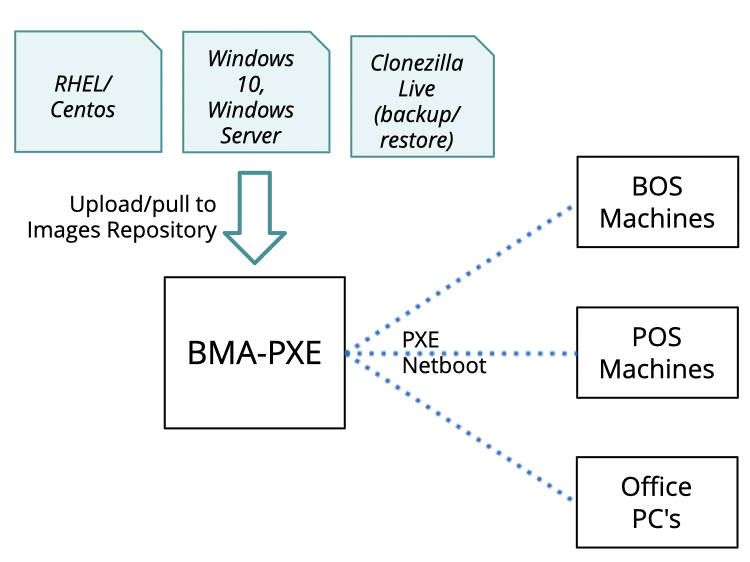 RHEL/
Centos
Windows
10,
Windows
Server
Clonezilla
Live
(backup/
restore)
Upload/pull to
Images Repository
BMA-PXE
PXE
Netboot
BOS
Machines
POS
Machines
Office
PC's